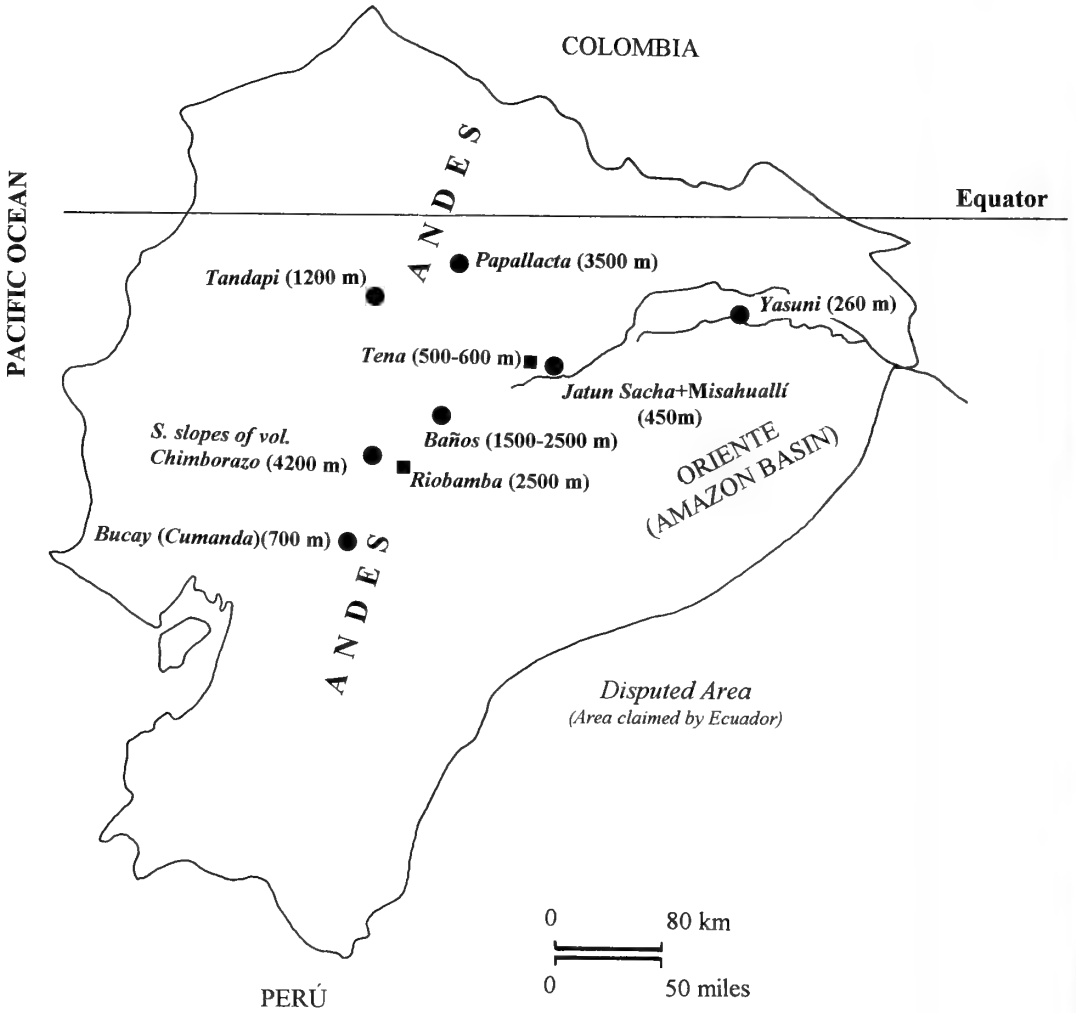 COLOMBIA
PACIFIC OCEAN
ANDES
Equator
Papallacta (3500 m)
Tandapi (1200 m)
Yasuni (260 m)
Tena (500-600 m)
Jatun Sacha+Misahuallí
(450m)
Baños (1500-2500 m)
S. slopes of vol.
Chimborazo (4200 m)
Riobamba (2500 m)
ORIENTE
(AMAZON BASIN)
Bucay (Cumanda)(700 m)
ANDES
Disputed Area
(Area claimed by Ecuador)
0 80 km
0 50 miles
PERÚ